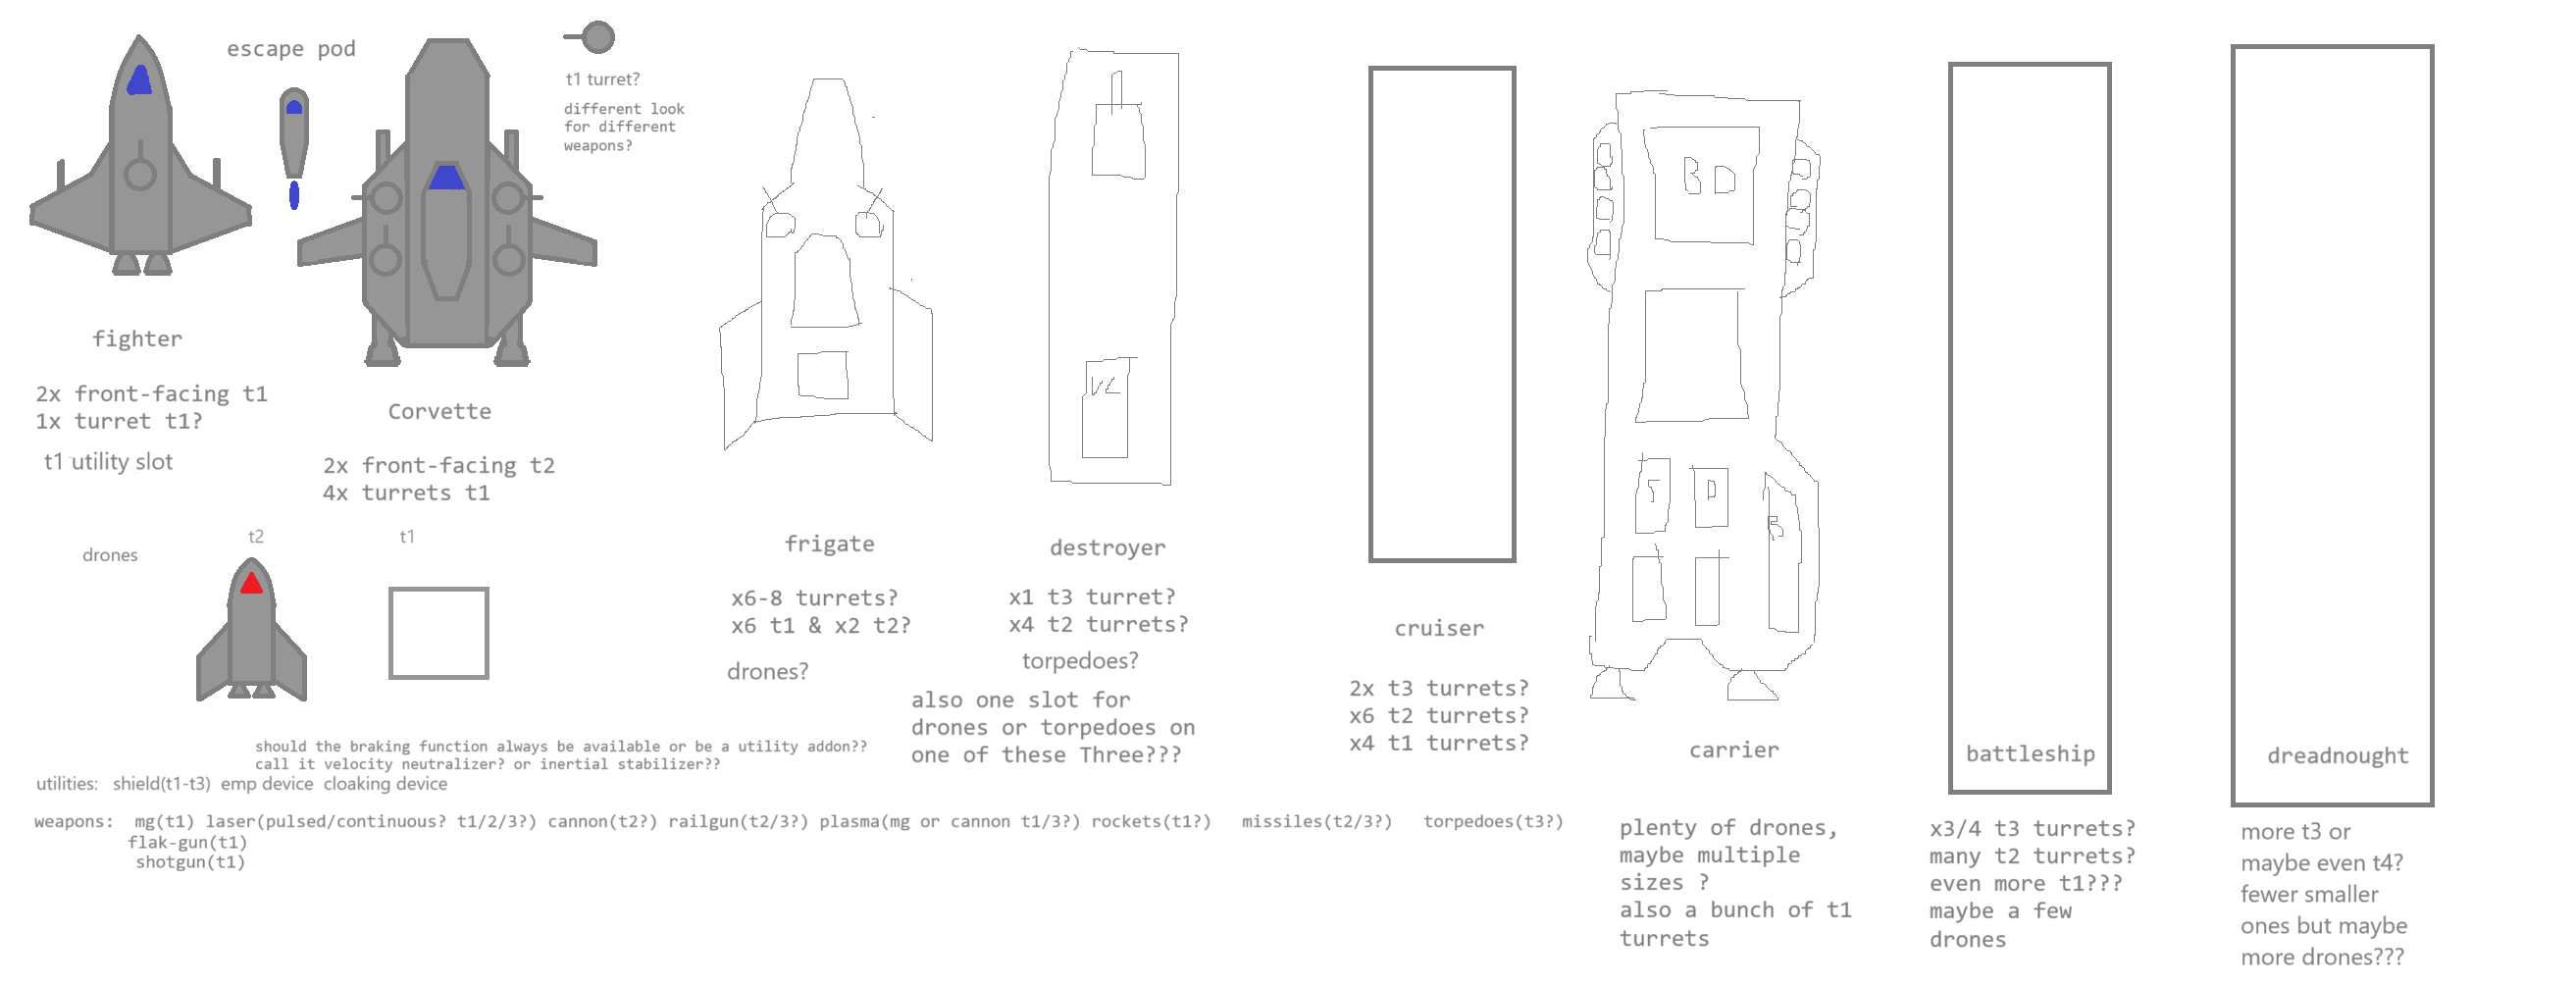 escape pod
t1 turret?
different look
for different
weapons?
fighter
2x front-facing t1
1x turret t1?
t1 utility slot
Corvette
2x front-facing t2
4x turrets t1
drones
t2
t1
frigate
x6-8 turrets?
x6 t1 & x2 t2?
drones?
VL
destroyer
x1 t3 turret?
x4 t2 turrets?
torpedoes?
also one slot for
drones or torpedoes on
one of these Three???
cruiser
2x t3 turrets?
x6 t2 turrets?
x4 t1 turrets?
D
D
carrier
plenty of drones,
maybe multiple
sizes ?
also a bunch of t1
turrets
battleship
x3/4 t3 turrets?
many t2 turrets?
even more t1???
maybe a few
drones
dreadnought
more t3 or
maybe even t4?
fewer smaller
ones but maybe
more drones???
should the braking function always be available or be a utility addon??
call it velocity neutralizer? or inertial stabilizer??
utilities: shield(t1-t3) emp device cloaking device
weapons: mg(t1) laser(pulsed/continuous? t1/2/3?) cannon(t2?) railgun(t2/3?) plasma(mg or cannon t1/3?) rockets(t1?) missiles(t2/3?) torpedoes(t3?)
flak-gun(t1)
shotgun(t1)